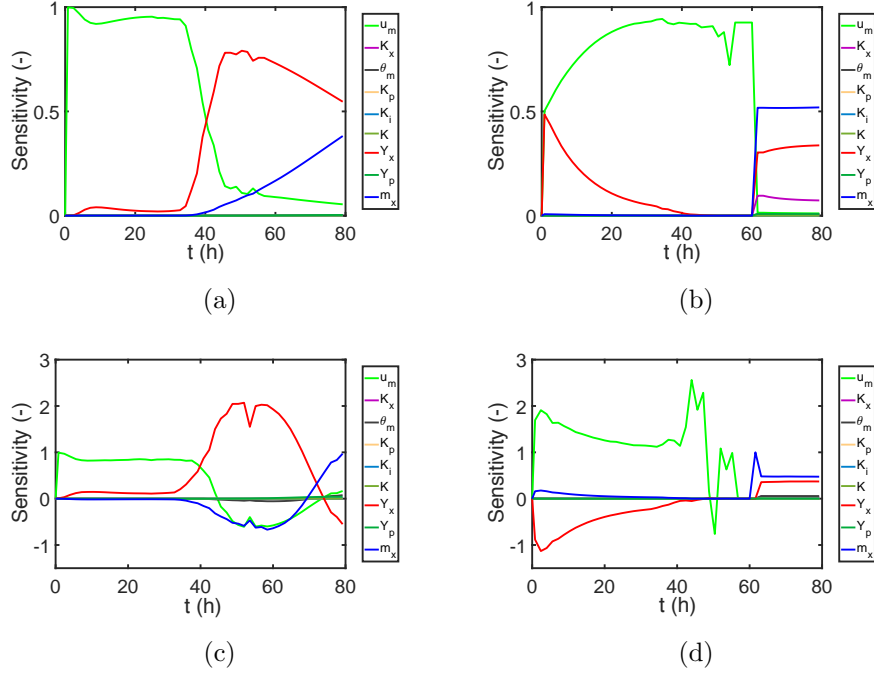 1
0.5
0
Sensitivity (-)
0 20 40 60 80
t (h)
u_m
K_x
θ_m
K_p
K_i
K
Y_x
Y_p
m_x
(a)
1
0.5
0
Sensitivity (-)
0 20 40 60 80
t (h)
u_m
K_x
θ_m
K_p
K_i
K
Y_x
Y_p
m_x
(b)
3
2
1
0
-1
Sensitivity (-)
0 20 40 60 80
t (h)
u_m
K_x
θ_m
K_p
K_i
K
Y_x
Y_p
m_x
(c)
3
2
1
0
-1
Sensitivity (-)
0 20 40 60 80
t (h)
u_m
K_x
θ_m
K_p
K_i
K
Y_x
Y_p
m_x
(d)